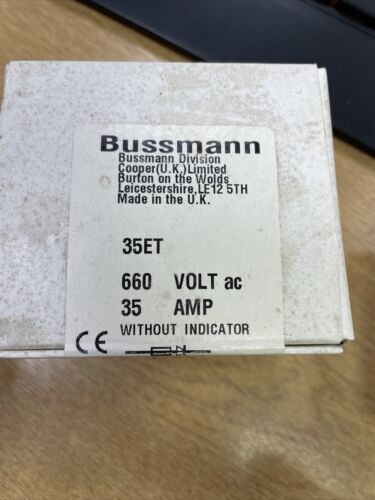 Bussmann
Bussmann Division
Cooper(U.K.)Limited
Burton on the Wolds
Leicestershire,LE12 5TH
Made in the U.K.
35ET
660 VOLT ac
35 AMP
WITHOUT INDICATOR
CE